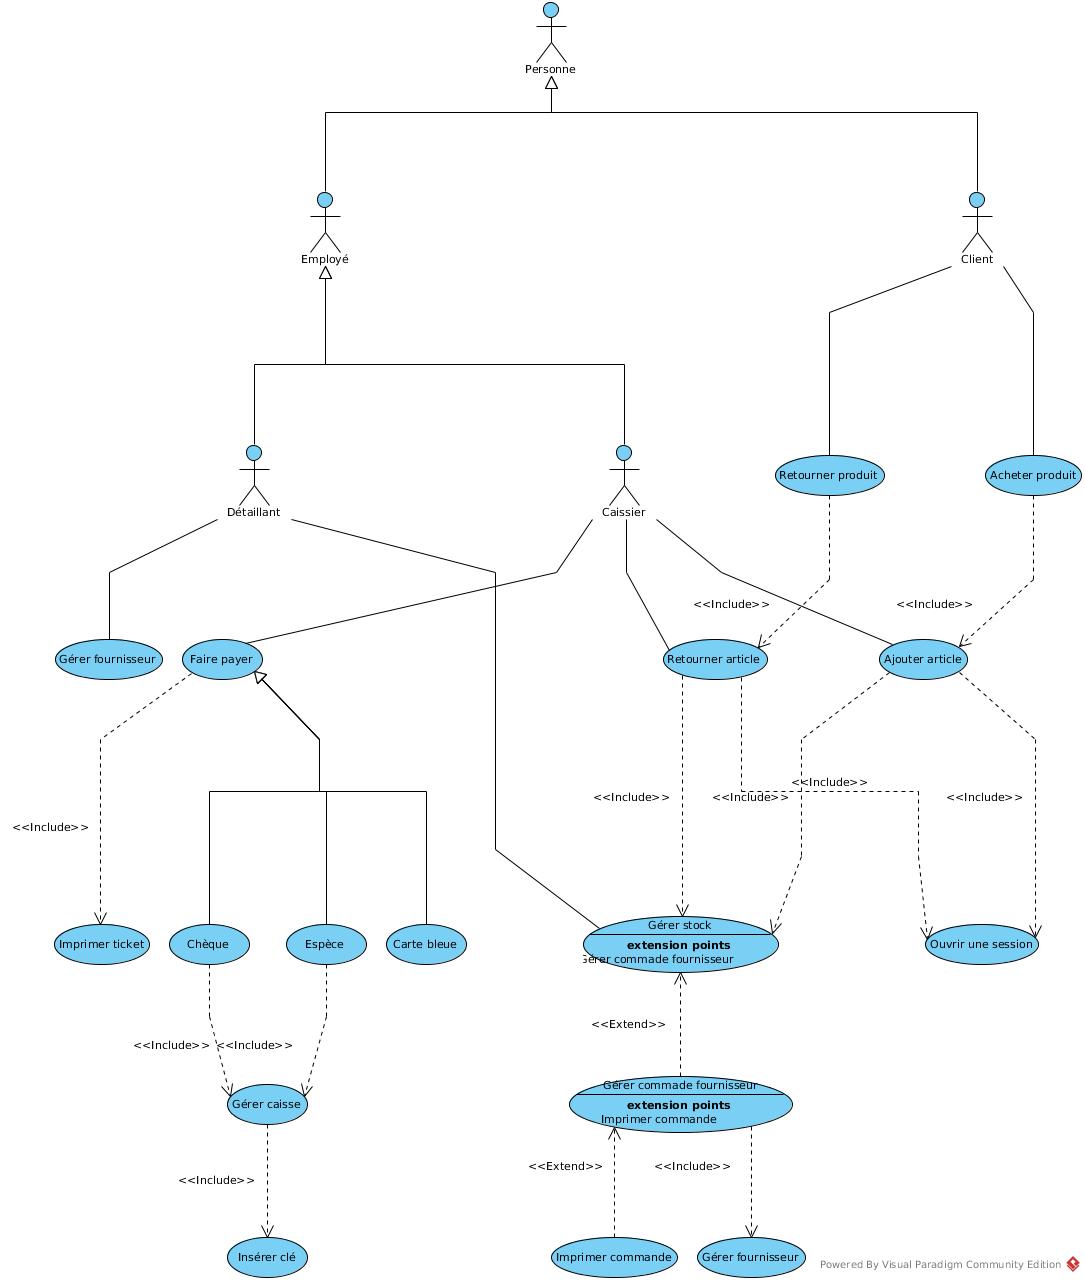 Personne
Employé
Client
Retourner produit
Acheter produit
Détaillant
Caissier
<<Include>>
<<Include>>
Gérer fournisseur
Faire payer
Retourner article
Ajouter article
<<Include>>
<<Include>>
<<Include>>
<<Include>>
<<Include>>
Imprimer ticket
Chèque
Espèce
Carte bleue
Gérer stock
extension points
Gérer commade fournisseur
Ouvrir une session
<<Extend>>
<<Include>>
<<Include>>
Gérer caisse
Gérer commade fournisseur
extension points
Imprimer commande
<<Include>>
<<Extend>>
<<Include>>
Insérer clé
Imprimer commande
Gérer fournisseur
Powered By Visual Paradigm Community Edition